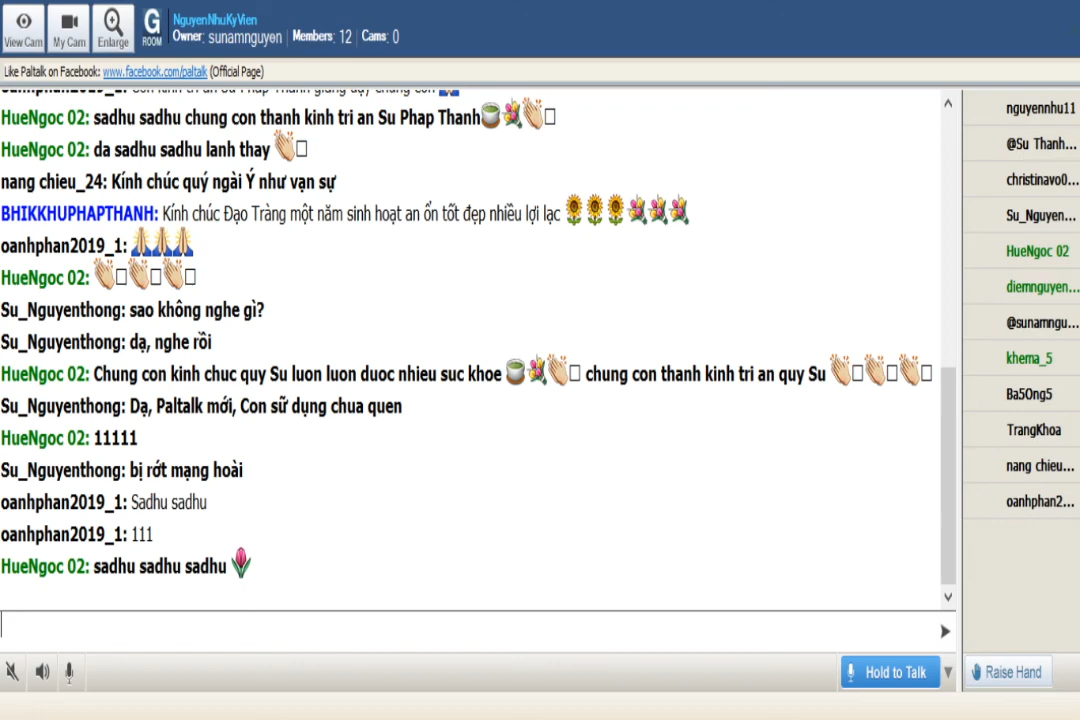 NguyenNhuKyVien
View Cam My Cam Enlarge G ROOM Owner: sunamnguyen Members: 12 Cams: 0
Like Paltalk on Facebook: www.facebook.com/paltalk (Official Page)
HueNgoc 02: sadhu sadhu chung con thanh kinh tri an Su Phap Thanh🍵💐👏
HueNgoc 02: da sadhu sadhu lanh thay 👏
nang chieu_24: Kính chúc quý ngài Ý như vạn sự
BHIKKHUPHAPTHANH: Kính chúc Đạo Tràng một năm sinh hoạt an ổn tốt đẹp nhiều lợi lạc 🌻🌻🌻💐💐💐
oanhphan2019_1: 🙏🙏🙏
HueNgoc 02: 👏👏👏
Su_Nguyenthong: sao không nghe gì?
Su_Nguyenthong: dạ, nghe rồi
HueNgoc 02: Chung con kinh chuc quy Su luon luon duoc nhieu suc khoe 🍵💐👏 chung con thanh kinh tri an quy Su 👏👏👏
Su_Nguyenthong: Dạ, Paltalk mới, Con sữ dụng chua quen
HueNgoc 02: 11111
Su_Nguyenthong: bị rớt mạng hoài
oanhphan2019_1: Sadhu sadhu
oanhphan2019_1: 111
HueNgoc 02: sadhu sadhu sadhu 🌷
nguyennhu11
@Su Thanh...
christinavo0...
Su_Nguyen...
HueNgoc 02
diemnguyen...
@sunamngu...
khema_5
Ba5Ong5
TrangKhoa
nang chieu...
oanhphan2...
Hold to Talk
Raise Hand